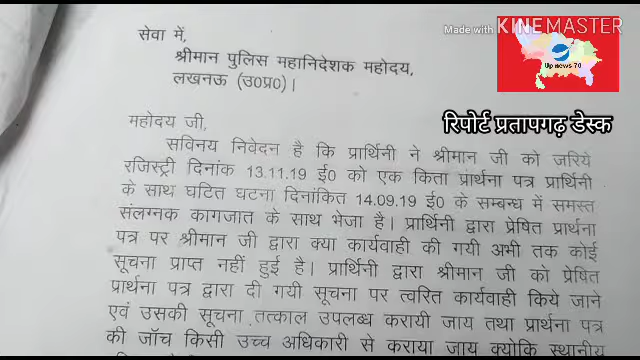 Made with KINEMASTER
Up news 70
रिपोर्ट प्रतापगढ़ डेस्क
सेवा में,
श्रीमान पुलिस महानिदेशक महोदय,
लखनऊ (उ0प्र0)।
महोदय जी,
सविनय निवेदन है कि प्रार्थिनी ने श्रीमान जी को जरिये
रजिस्ट्री दिनांक 13.11.19 ई0 को एक किता प्रार्थना पत्र प्रार्थिनी
के साथ घटित घटना दिनांकित 14.09.19 ई0 के सम्बन्ध में समस्त
संलग्नक कागजात के साथ भेजा है। प्रार्थिनी द्वारा प्रेषित प्रार्थना
पत्र पर श्रीमान जी द्वारा क्या कार्यवाही की गयी अभी तक कोई
सूचना प्राप्त नहीं हुई है। प्रार्थिनी द्वारा श्रीमान जी को प्रेषित
प्रार्थना पत्र द्वारा दी गयी सूचना पर त्वरित कार्यवाही किये जाने
एवं उसकी सूचना तत्काल उपलब्ध करायी जाय तथा प्रार्थना पत्र
की जॉच किसी उच्च अधिकारी से कराया जाय क्योकि स्थानीय